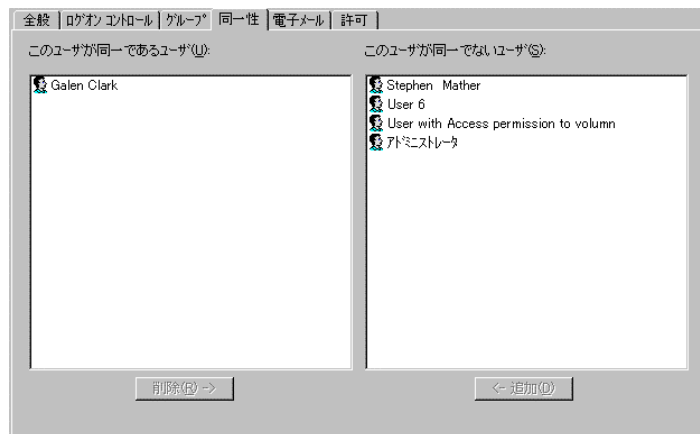 全般 ログオン コントロール グループ 同一性 電子メール 許可
このユーザが同一であるユーザ(U):
Galen Clark
削除(R) ->
このユーザが同一でないユーザ(S):
Stephen Mather
User 6
User with Access permission to volumn
アドミニストレータ
<- 追加(D)